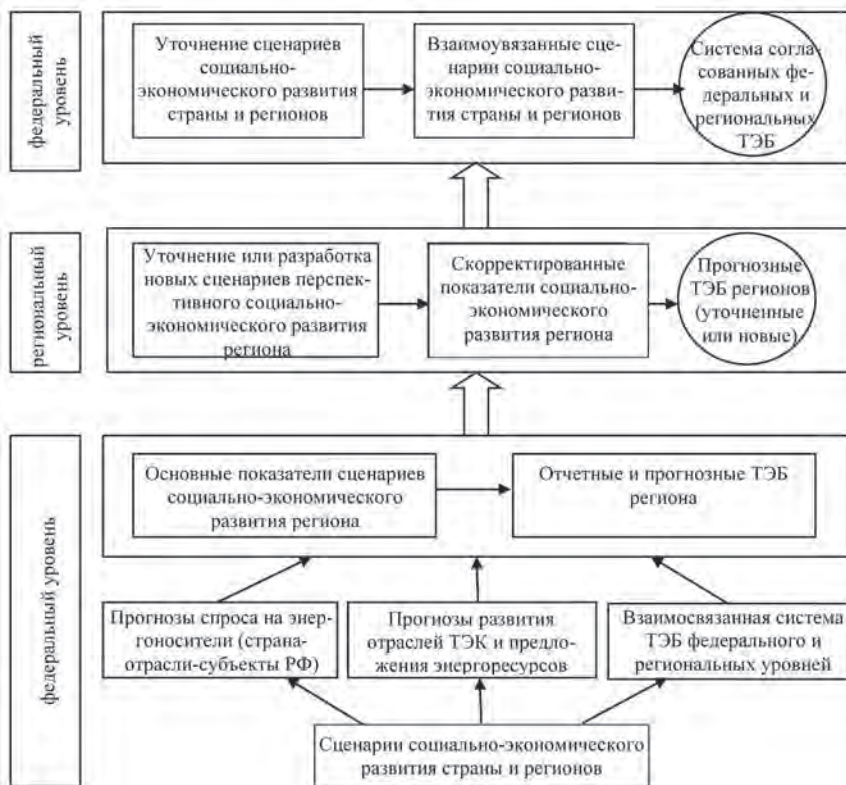 федеральный
уровень
Уточнение сценариев
социально-
экономического развития
страны и регионов
Взаимоувязанные сце-
нарии социально-
экономического разви-
тия страны и регионов
Система согла-
сованных фе-
деральных и
региональных
ТЭБ
региональный
уровень
Уточнение или разработка
новых сценариев перспек-
тивного социально-
экономического развития
региона
Скорректированные
показатели социально-
экономического
развития региона
Прогнозные
ТЭБ регионов
(уточненные
или новые)
федеральный уровень
Основные показатели сценариев
социально-экономического
развития региона
Отчетные и прогнозные ТЭБ
региона
Прогнозы спроса на энер-
гоносители (страна-
отрасли-субъекты РФ)
Прогнозы развития
отраслей ТЭК и предло-
жения энергоресурсов
Взаимосвязанная система
ТЭБ федерального и
региональных уровней
Сценарии социально-экономического
развития страны и регионов